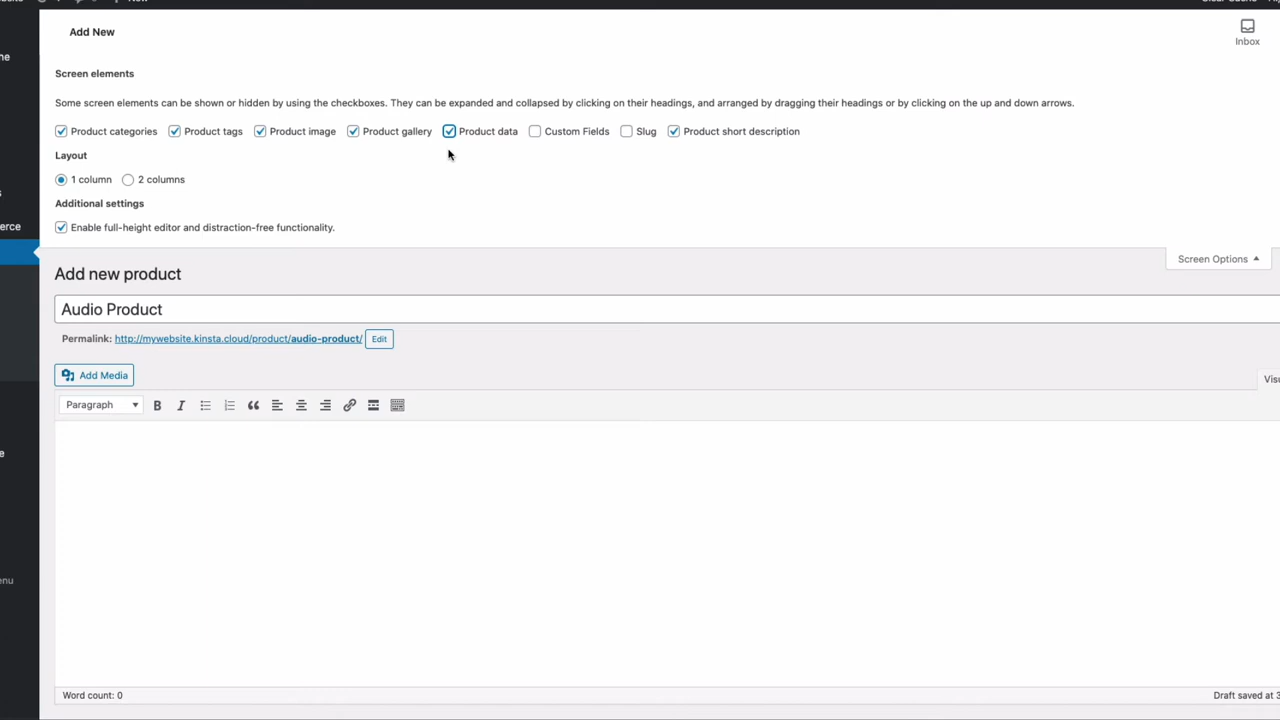 New
Add New
Inbox
Screen elements
Some screen elements can be shown or hidden by using the checkboxes. They can be expanded and collapsed by clicking on their headings, and arranged by dragging their headings or by clicking on the up and down arrows.
Product categories Product tags Product image Product gallery Product data Custom Fields Slug Product short description
Layout
1 column 2 columns
Additional settings
Enable full-height editor and distraction-free functionality.
Screen Options
Add new product
Audio Product
Permalink: http://mywebsite.kinsta.cloud/product/audio-product/ Edit
Add Media
Paragraph B I
Word count: 0
Draft saved at 3